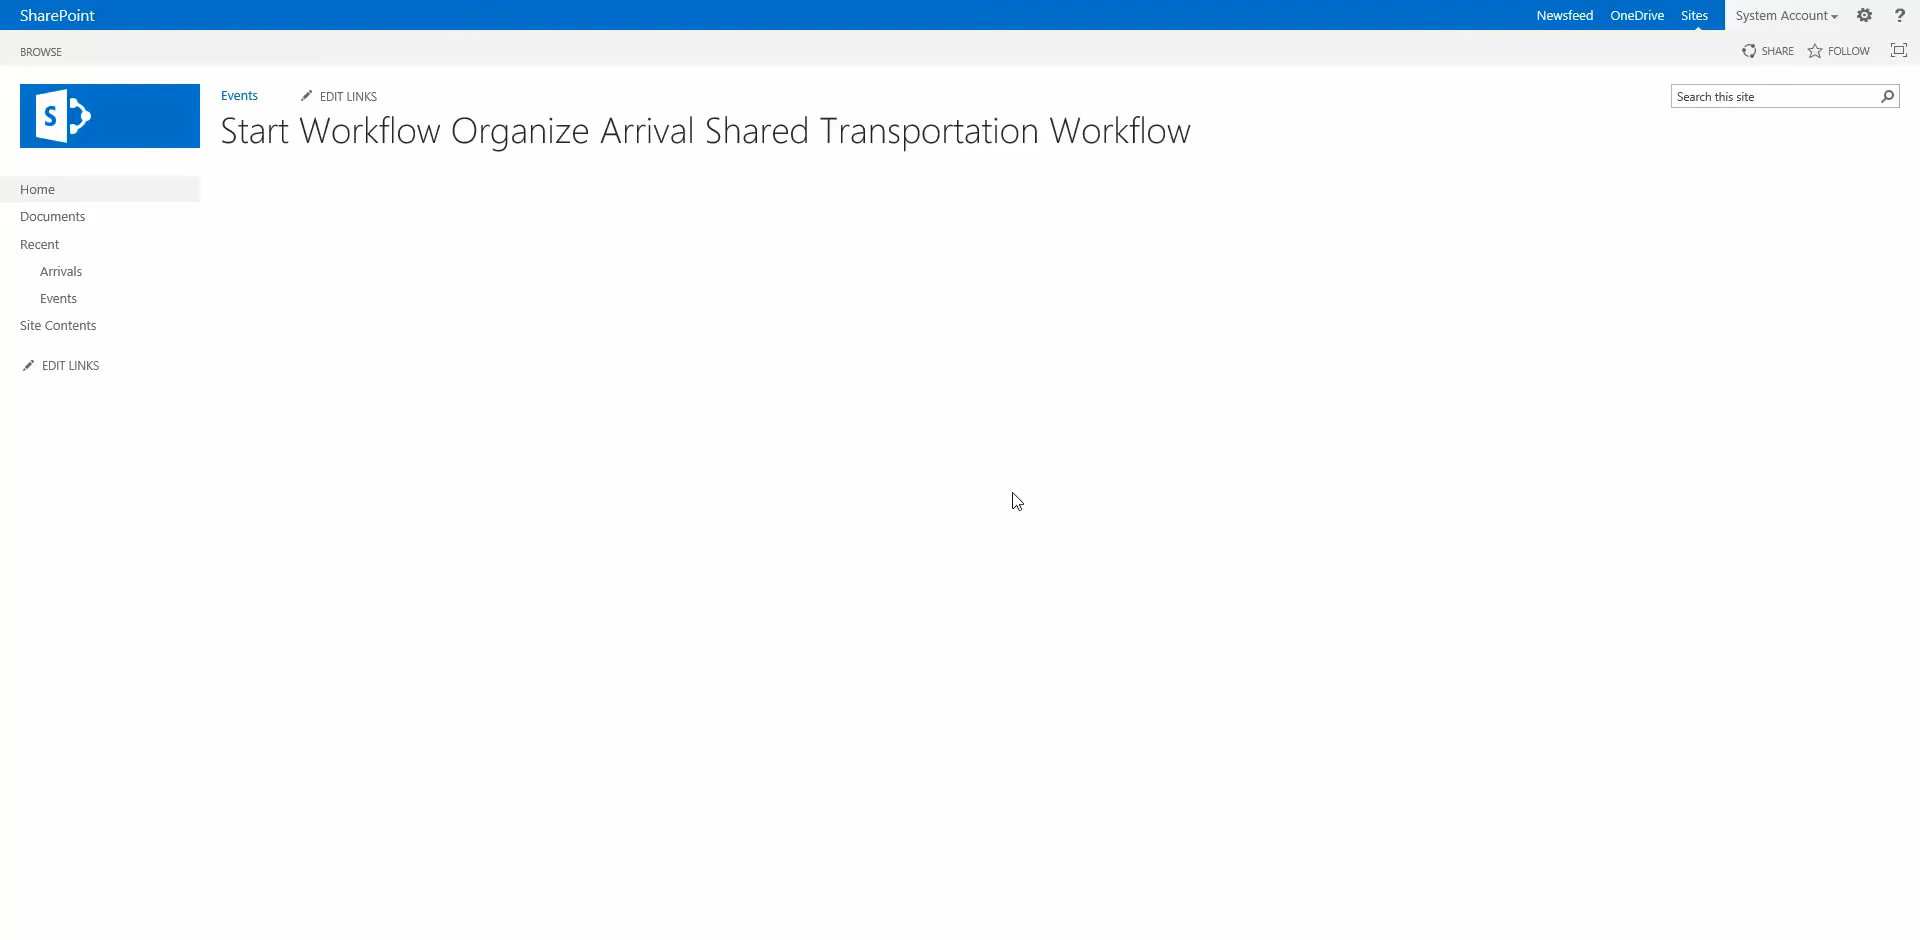 SharePoint
Newsfeed OneDrive Sites System Account ?
BROWSE
SHARE FOLLOW
S
Events EDIT LINKS
Search this site
Start Workflow Organize Arrival Shared Transportation Workflow
Home
Documents
Recent
Arrivals
Events
Site Contents
EDIT LINKS